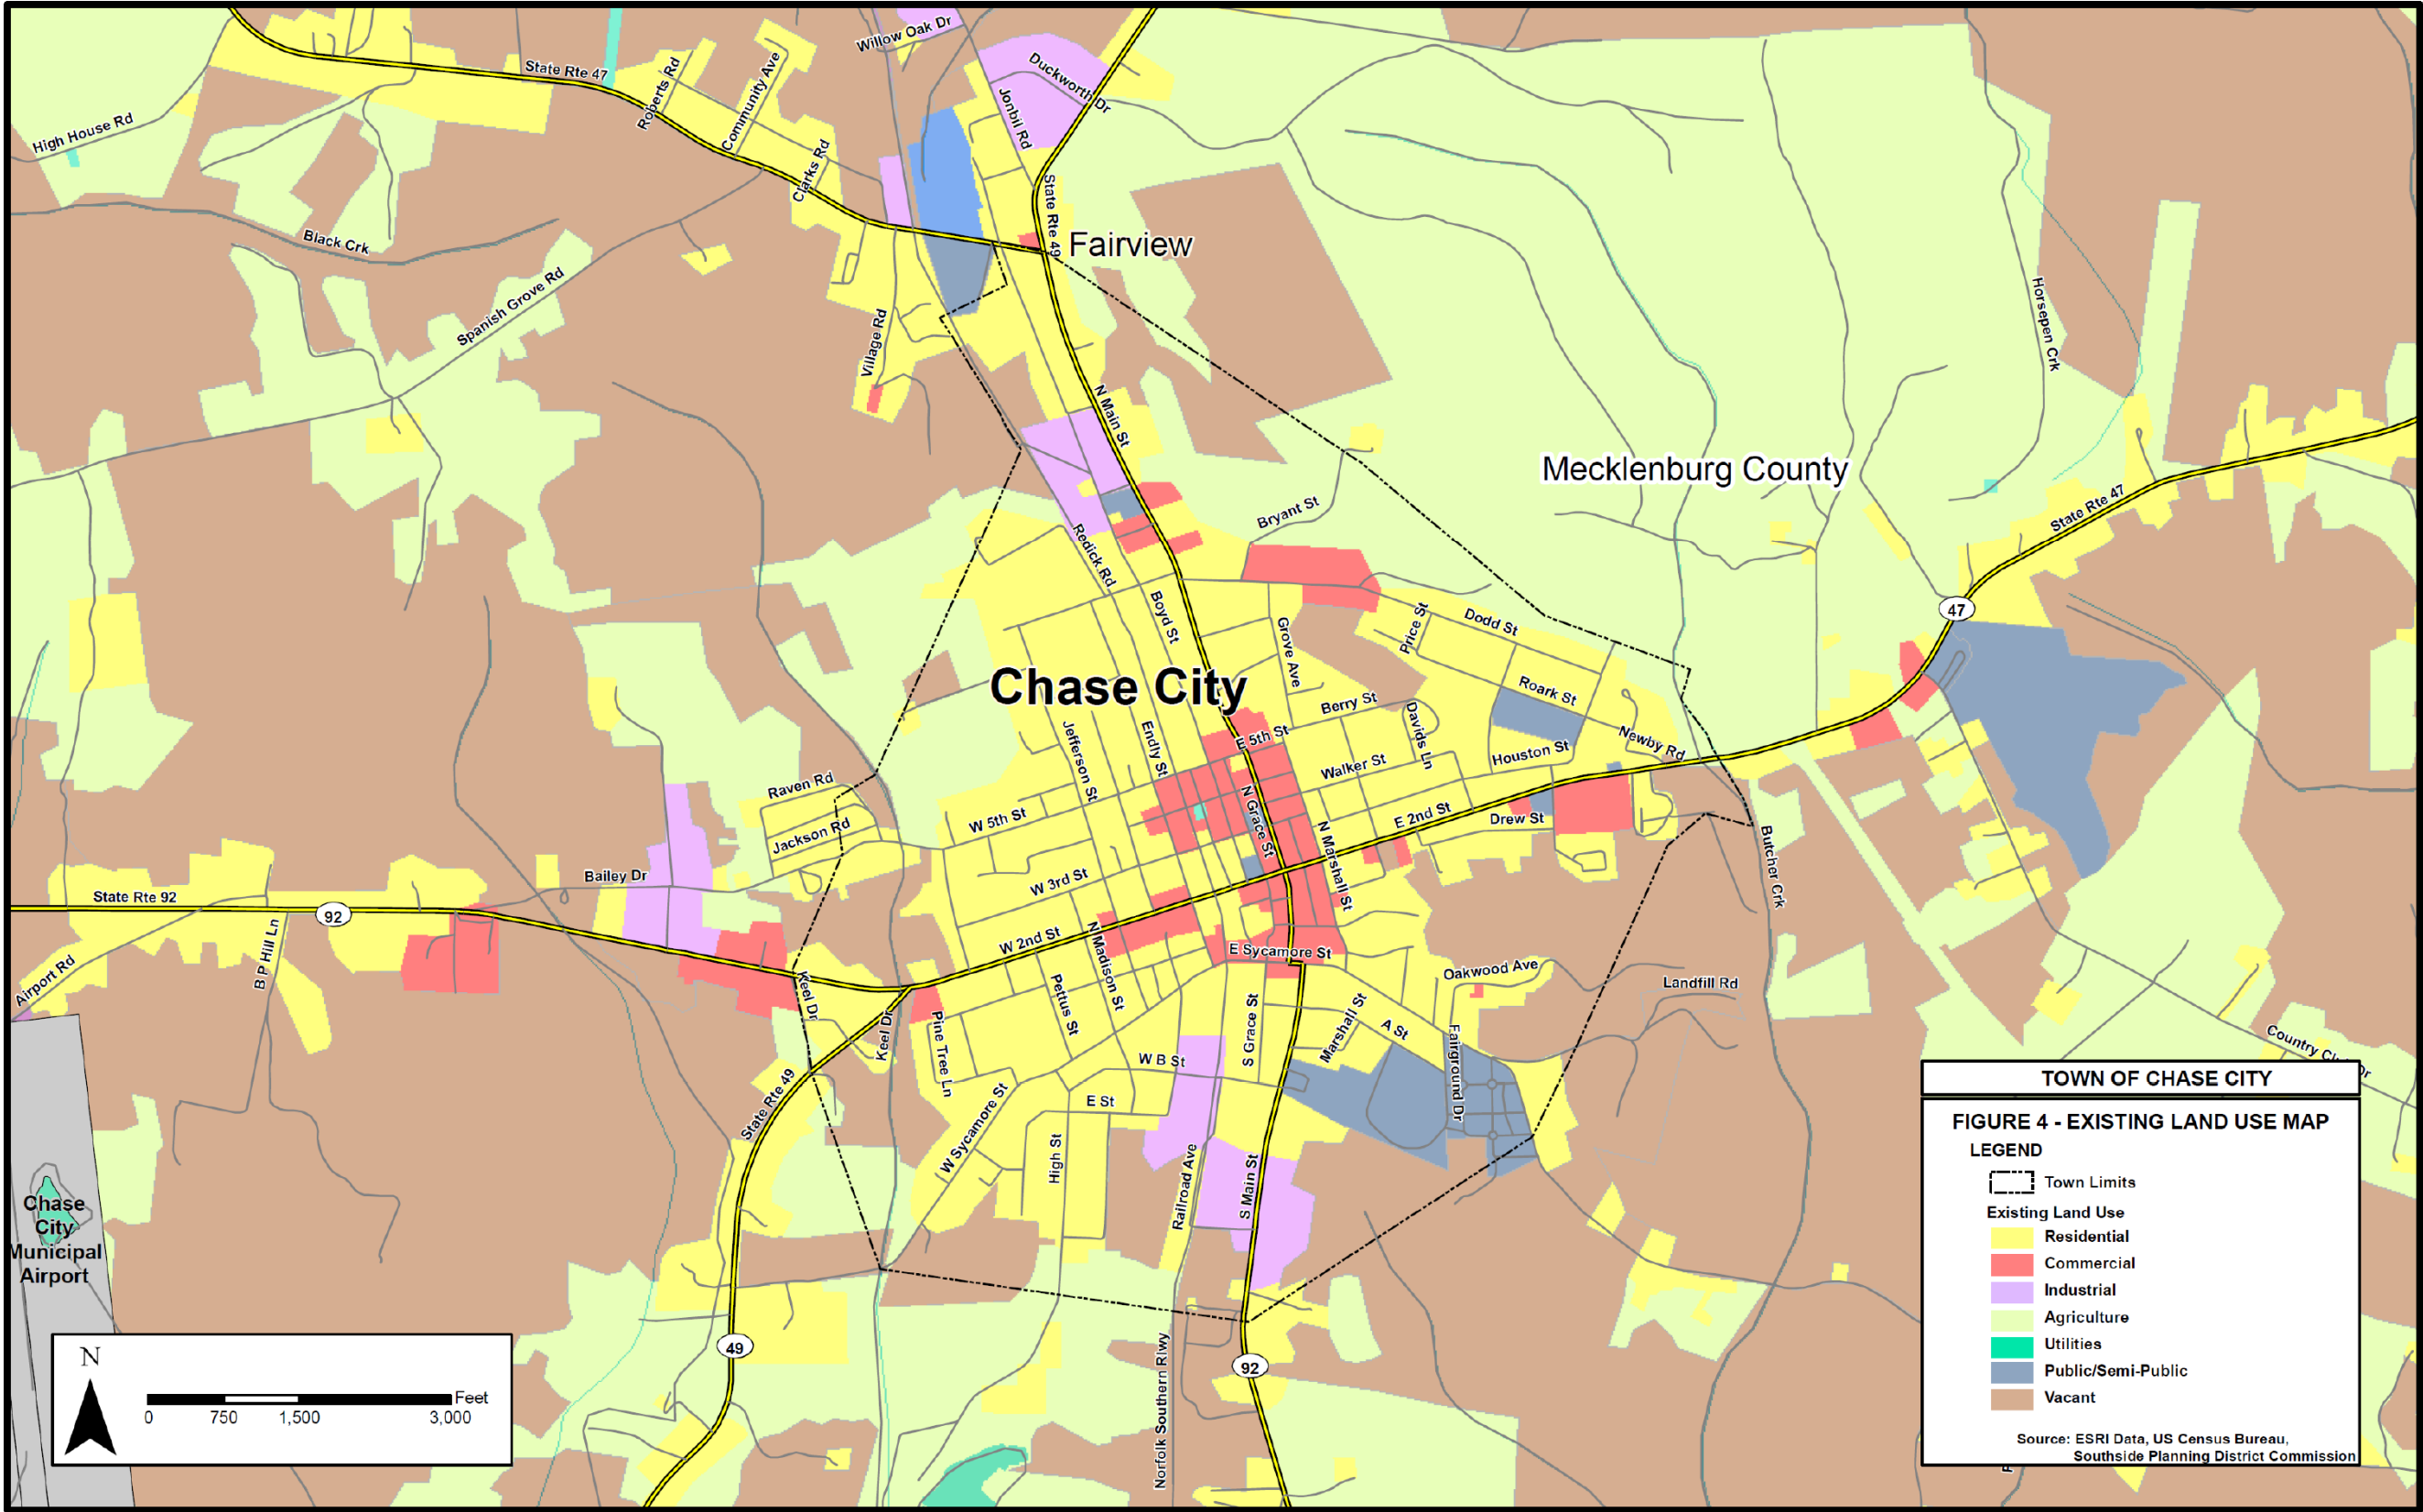 Willow Oak Dr
State Rte 47
Roberts Rd
Community Ave
Duckworth Dr
Jonbil Rd
High House Rd
Clarks Rd
State Rte 49
Black Crk
Fairview
Spanish Grove Rd
Village Rd
Horsepen Crk
N Main St
Mecklenburg County
State Rte 47
Bryant St
Redick Rd
47
Boyd St
Grove Ave
Price St
Dodd St
Chase City
Roark St
Berry St
Davids Ln
Jefferson St
Endly St
E 5th St
Newby Rd
Houston St
Walker St
Raven Rd
N Grace St
W 5th St
E 2nd St
Drew St
Jackson Rd
N Marshall St
Butcher Crk
Bailey Dr
W 3rd St
State Rte 92
92
W 2nd St
N Madison St
E Sycamore St
B P Hill Ln
Airport Rd
Oakwood Ave
Landfill Rd
Keel Dr
Pettus St
Keel Dr
Pine Tree Ln
S Grace St
Marshall St
A St
Fairground Dr
W B St
State Rte 49
E St
W Sycamore St
High St
Railroad Ave
S Main St
Chase
City
Municipal
Airport
49
92
Norfolk Southern Rlwy
Country Cl
Dr
N
Feet
0 750 1,500 3,000
TOWN OF CHASE CITY
FIGURE 4 - EXISTING LAND USE MAP
LEGEND
Town Limits
Existing Land Use
Residential
Commercial
Industrial
Agriculture
Utilities
Public/Semi-Public
Vacant
Source: ESRI Data, US Census Bureau,
Southside Planning District Commission